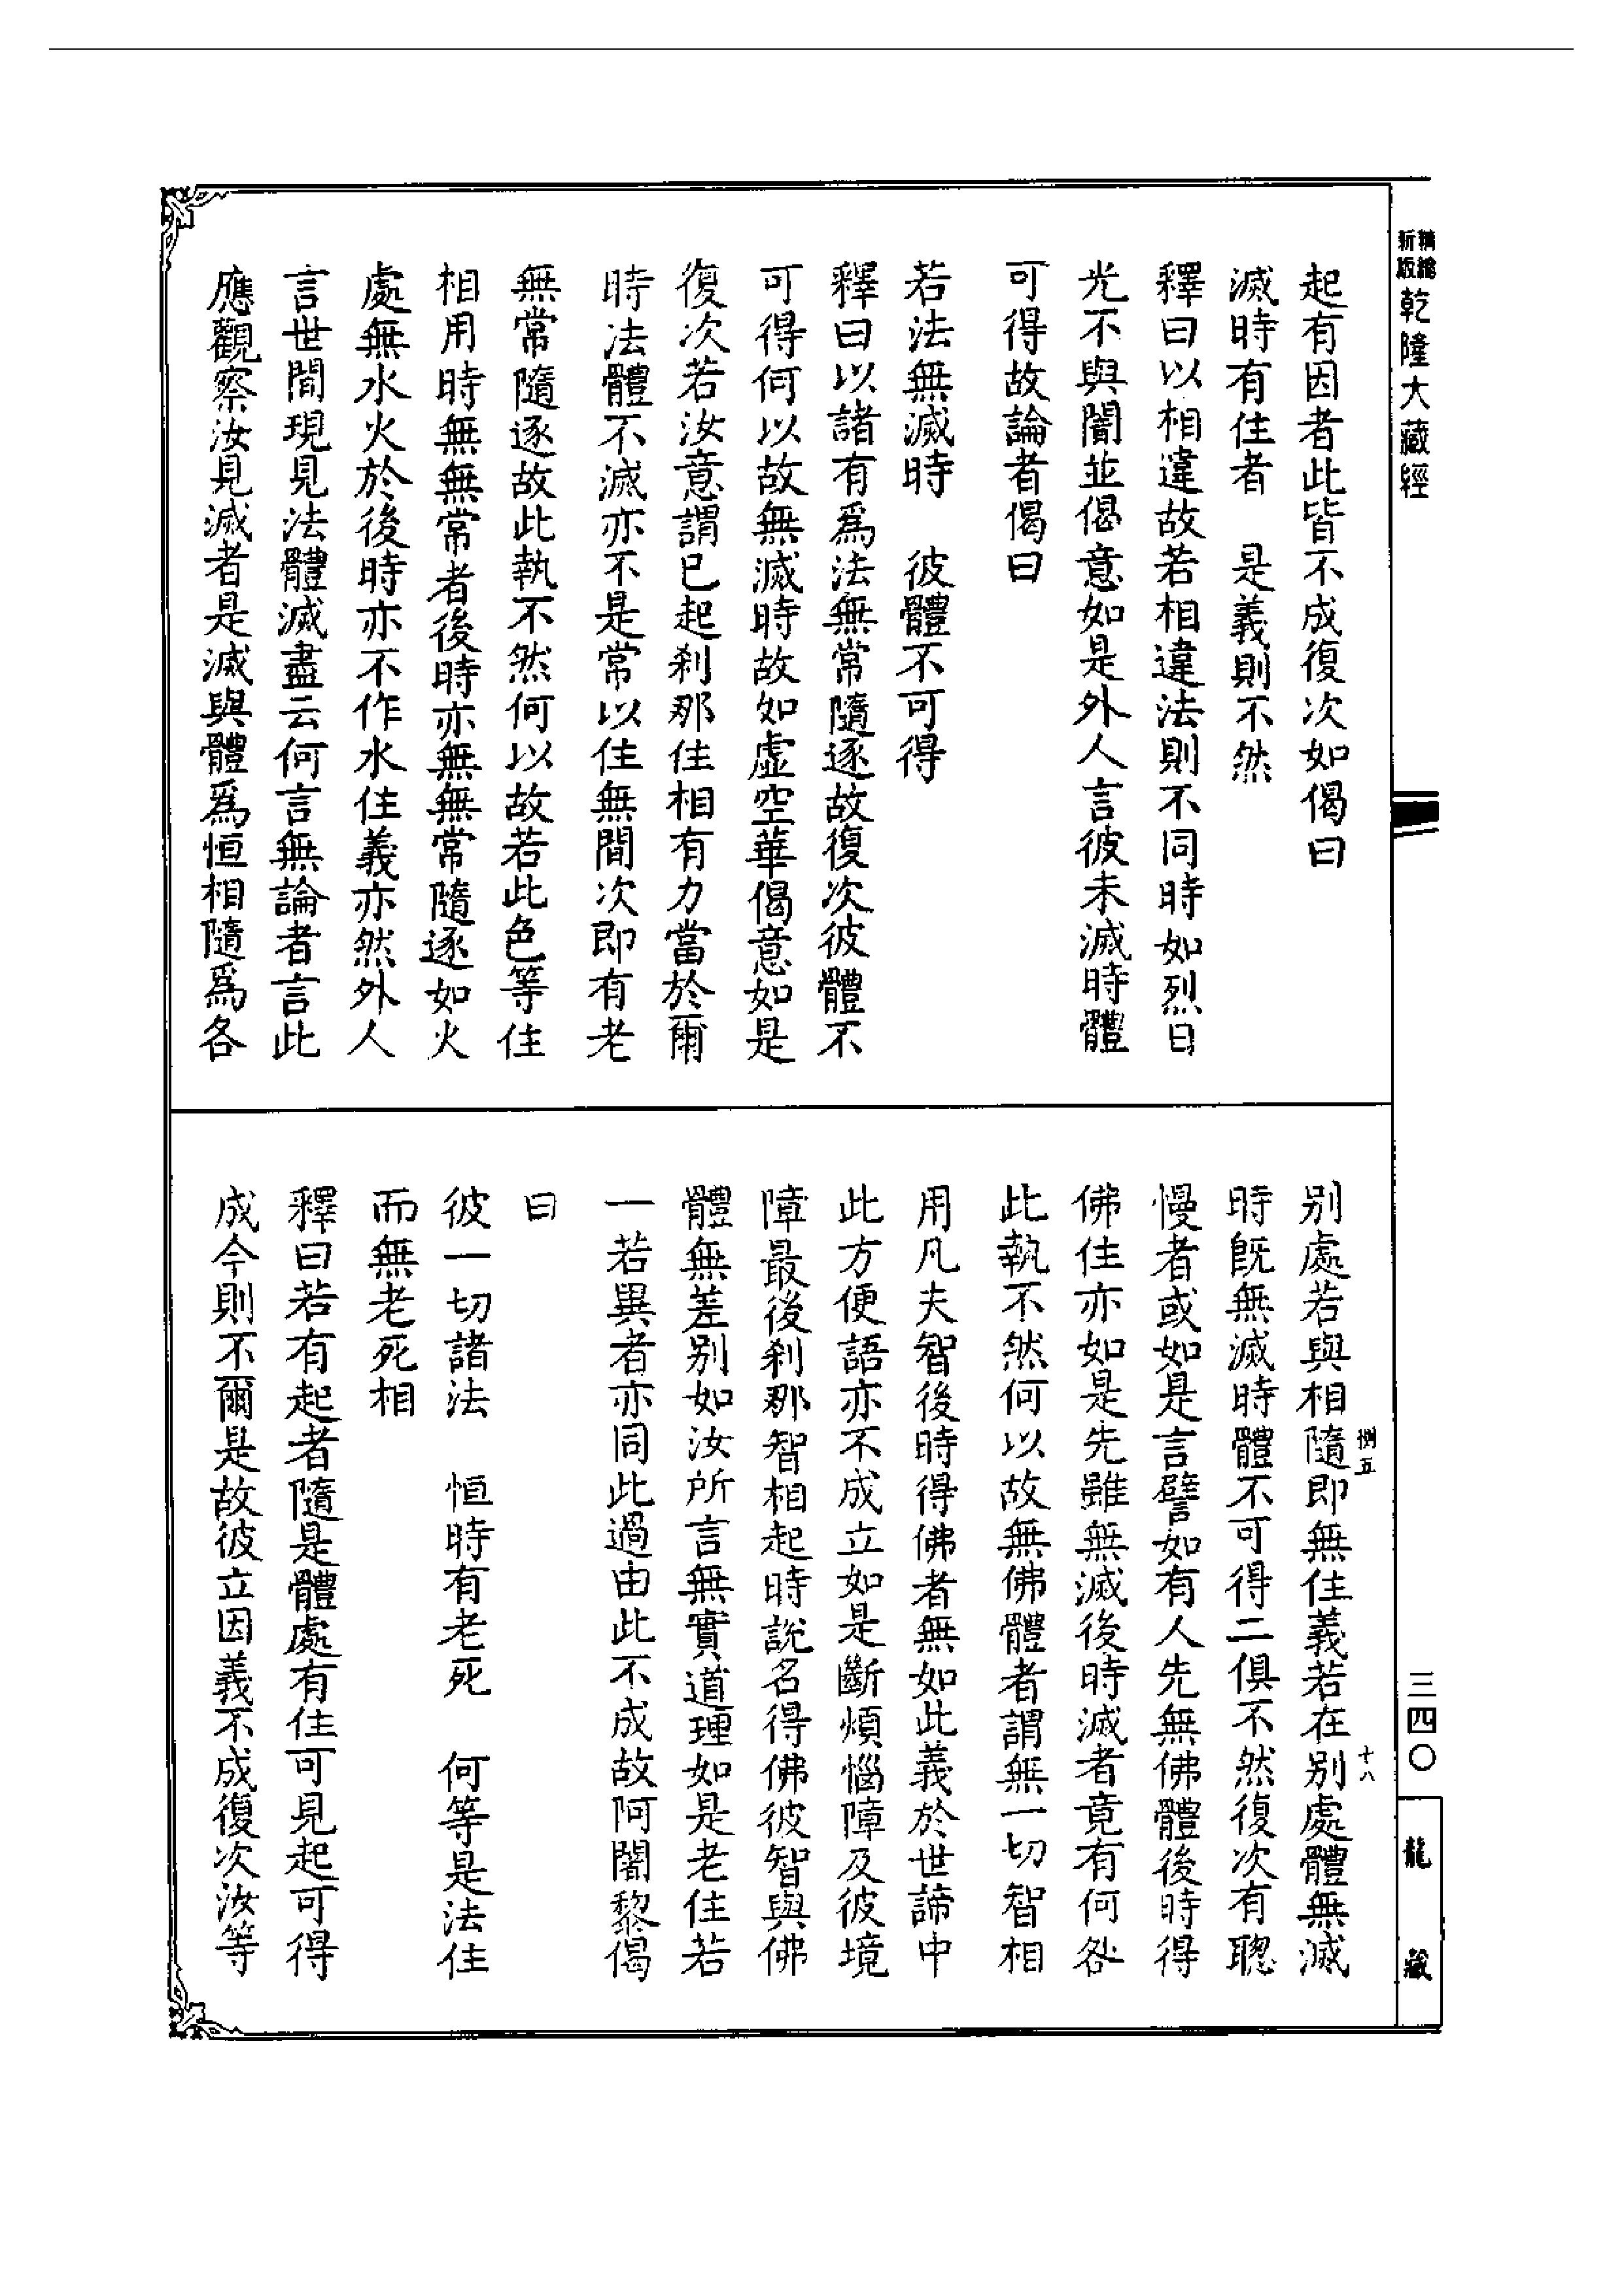 精縮
新版
乾隆大藏經
起有因者此皆不成復次如偈曰
滅時有住者　是義則不然
釋曰以相違故若相違法則不同時如烈日
光不與闇並偈意如是外人言彼未滅時體
可得故論者偈曰
若法無滅時　彼體不可得
釋曰以諸有為法無常隨逐故復次彼體不
可得何以故無滅時故如虛空華偈意如是
復次若汝意謂已起刹那住相有力當於爾
時法體不滅亦不是常以住無間次即有老
無常隨逐故此執不然何以故若此色等住
相用時無無常者後時亦無無常隨逐如火
處無水火於後時亦不作水住義亦然外人
言世間現見法體滅盡云何言無論者言此
應觀察汝見滅者是滅與體為恒相隨為各
捌五
十八
別處若與相隨即無住義若在別處體無滅
時既無滅時體不可得二俱不然復次有聰
慢者或如是言譬如有人先無佛體後時得
佛住亦如是先雖無滅後時滅者竟有何咎
此執不然何以故無佛體者謂無一切智相
用凡夫智後時得佛者無如此義於世諦中
此方便語亦不成立如是斷煩惱障及彼境
障最後刹那智相起時說名得佛彼智與佛
體無差別如汝所言無實道理如是老住若
一若異者亦同此過由此不成故阿闍黎偈
曰
彼一切諸法　恒時有老死　何等是法住
而無老死相
釋曰若有起者隨是體處有住可見起可得
成今則不爾是故彼立因義不成復次汝等
三四〇
龍藏